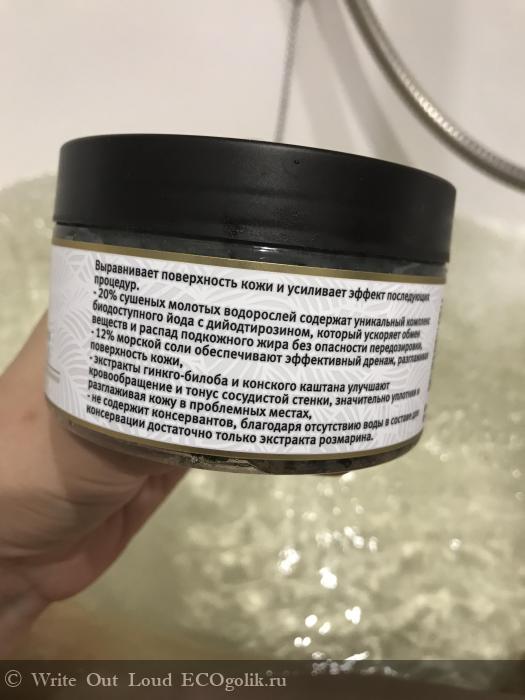 Выравнивает поверхность кожи и усиливает эффект последующих
процедур.
- 20% сушеных молотых водорослей содержат уникальный комплекс
биодоступного йода с дийодтирозином, который ускоряет обмен
веществ и распад подкожного жира без опасности передозировки,
- 12% морской соли обеспечивают эффективный дренаж, разглаживая
поверхность кожи,
- экстракты гинкго-билоба и конского каштана улучшают
кровообращение и тонус сосудистой стенки, значительно уплотняя и
разглаживая кожу в проблемных местах,
- не содержит консервантов, благодаря отсутствию воды в составе для
консервации достаточно только экстракта розмарина.
© Write Out Loud ECOgolik.ru